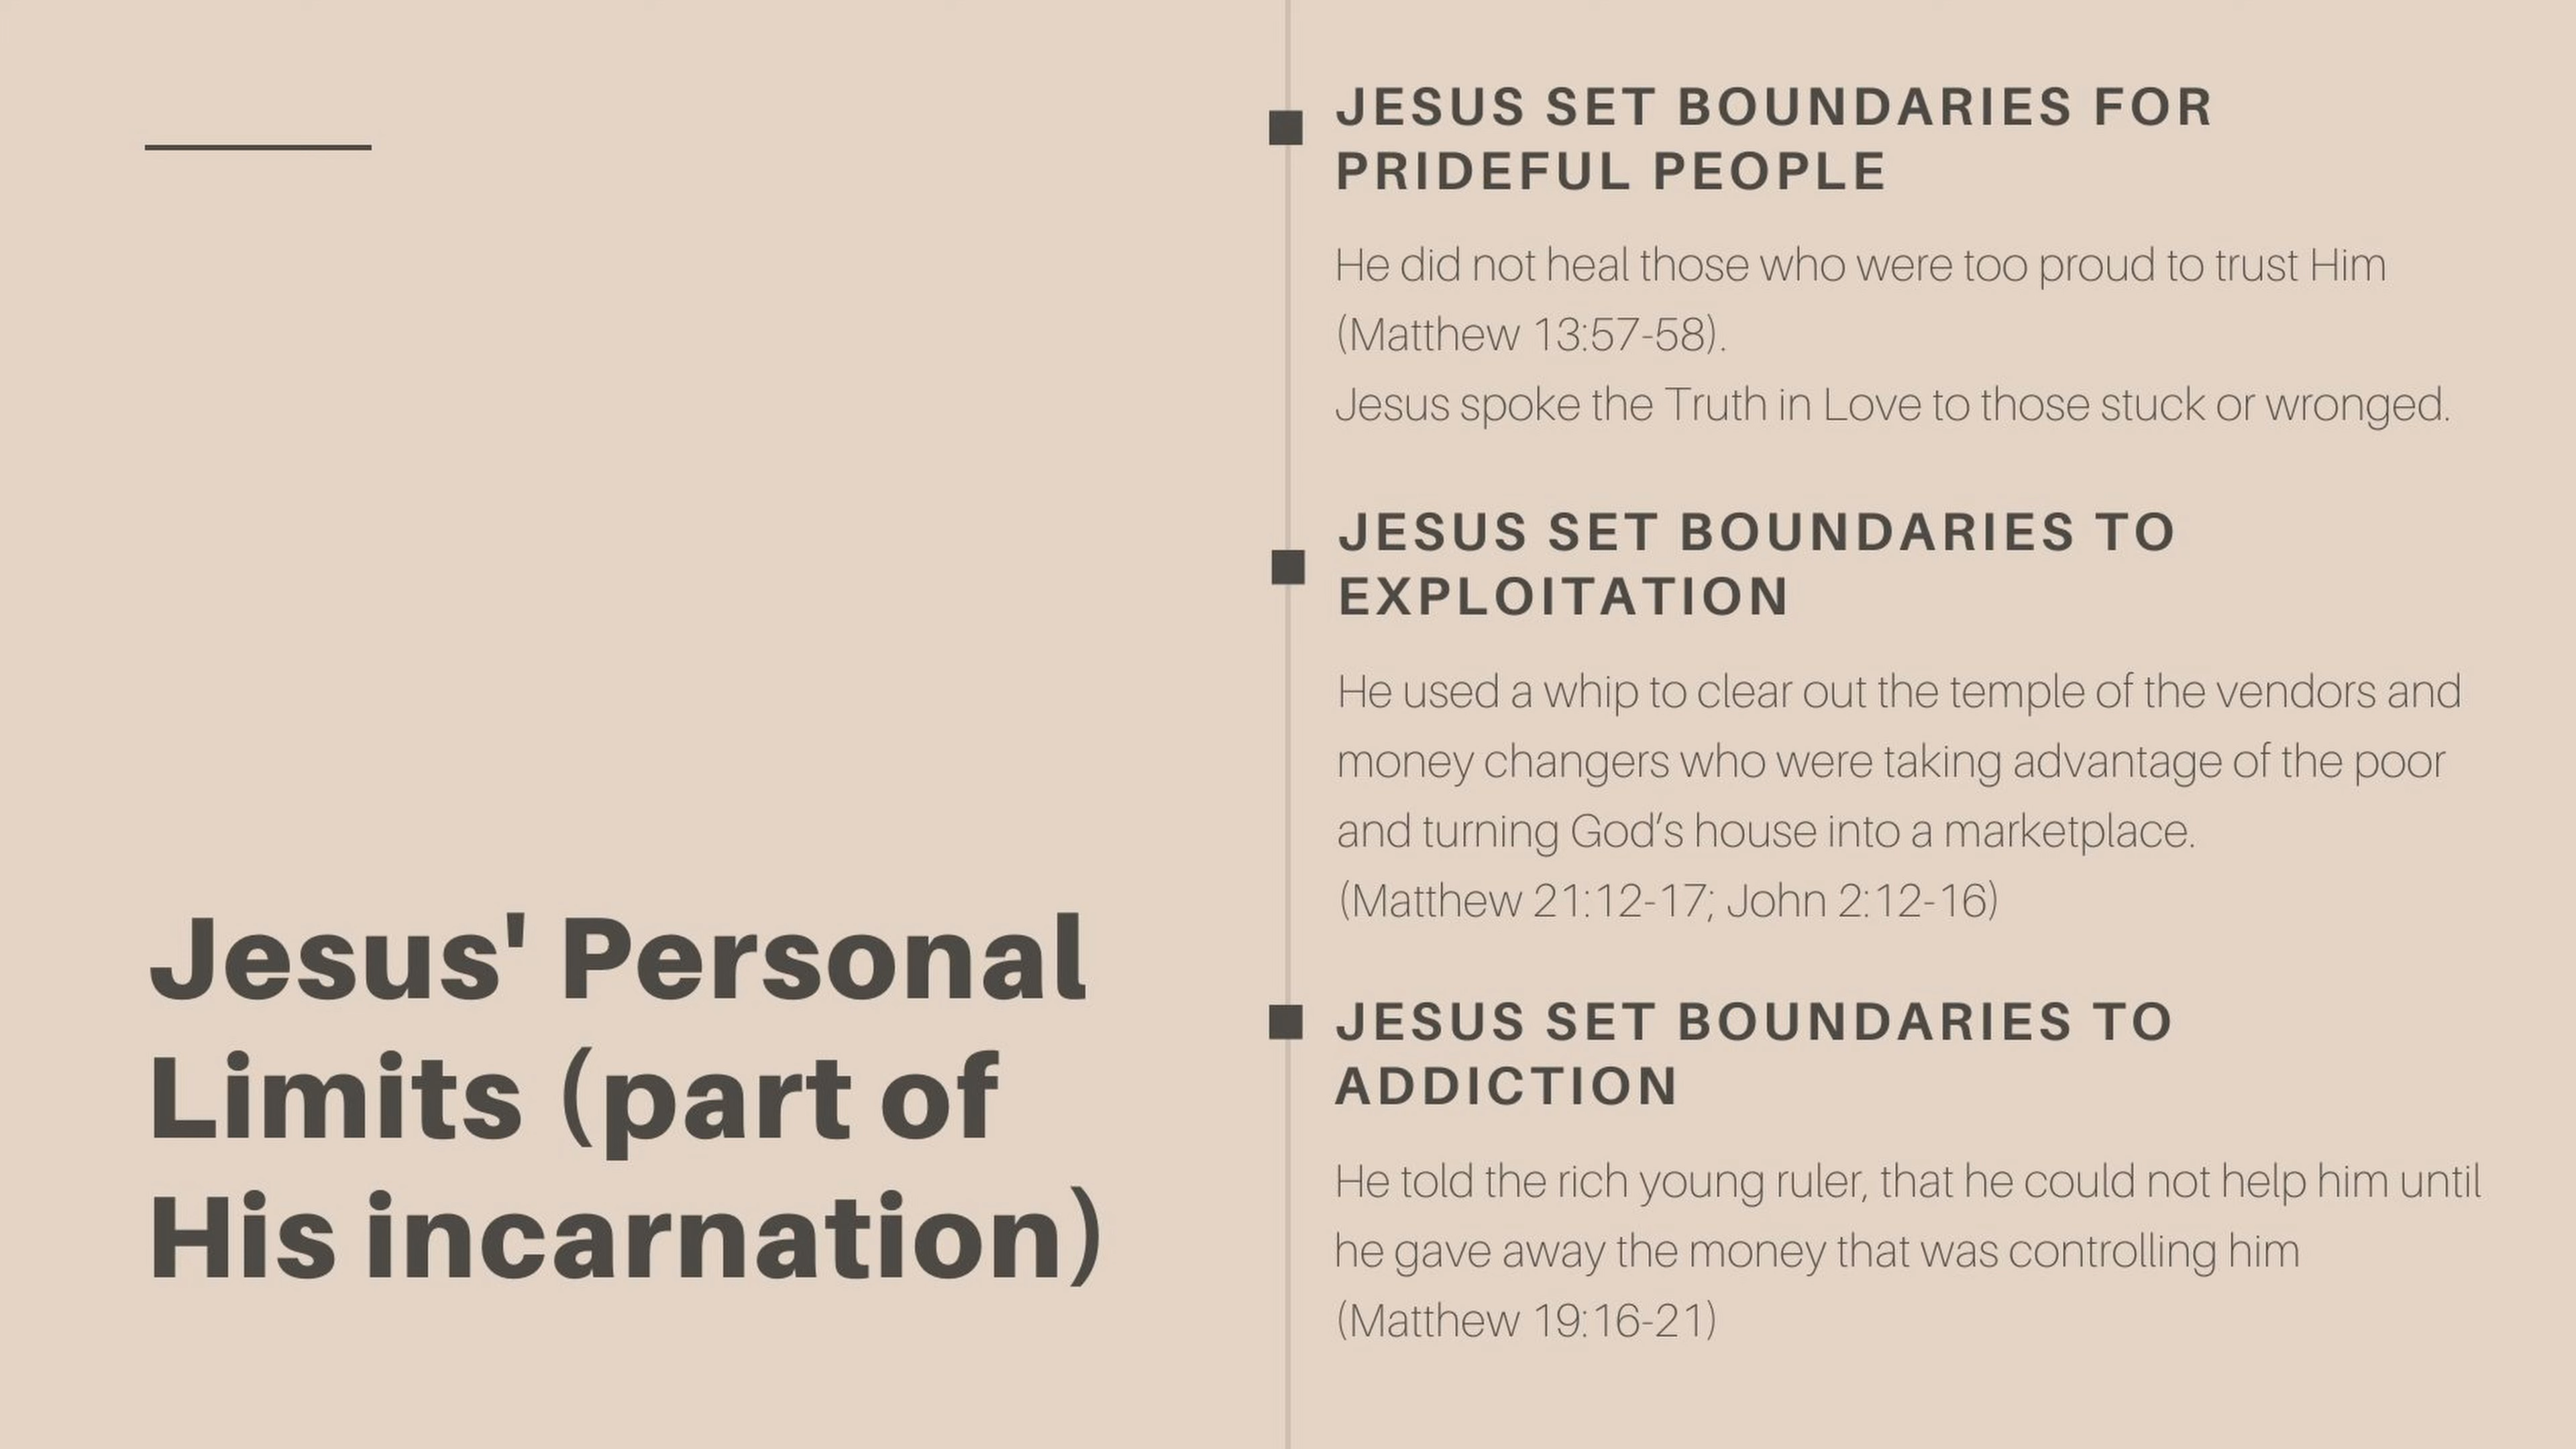 Jesus' Personal
Limits (part of
His incarnation)
JESUS SET BOUNDARIES FOR
PRIDEFUL PEOPLE
He did not heal those who were too proud to trust Him
(Matthew 13:57-58).
Jesus spoke the Truth in Love to those stuck or wronged.
JESUS SET BOUNDARIES TO
EXPLOITATION
He used a whip to clear out the temple of the vendors and
money changers who were taking advantage of the poor
and turning God’s house into a marketplace.
(Matthew 21:12-17; John 2:12-16)
JESUS SET BOUNDARIES TO
ADDICTION
He told the rich young ruler, that he could not help him until
he gave away the money that was controlling him
(Matthew 19:16-21)